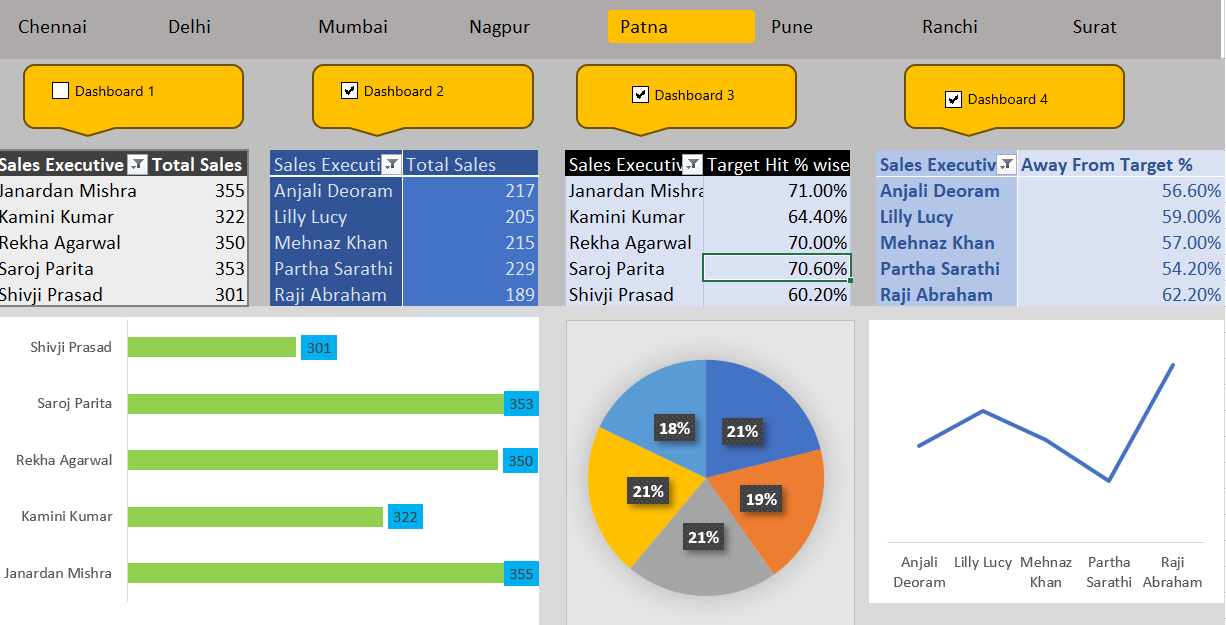 Chennai Delhi Mumbai Nagpur Patna Pune Ranchi Surat
Dashboard 1 Dashboard 2 Dashboard 3 Dashboard 4
Sales Executive Total Sales
Janardan Mishra 355
Kamini Kumar 322
Rekha Agarwal 350
Saroj Parita 353
Shivji Prasad 301
Sales Executi Total Sales
Anjali Deoram 217
Lilly Lucy 205
Mehnaz Khan 215
Partha Sarathi 229
Raji Abraham 189
Sales Executiv Target Hit % wise
Janardan Mishra 71.00%
Kamini Kumar 64.40%
Rekha Agarwal 70.00%
Saroj Parita 70.60%
Shivji Prasad 60.20%
Sales Executiv Away From Target %
Anjali Deoram 56.60%
Lilly Lucy 59.00%
Mehnaz Khan 57.00%
Partha Sarathi 54.20%
Raji Abraham 62.20%
Shivji Prasad 301
Saroj Parita 353
Rekha Agarwal 350
Kamini Kumar 322
Janardan Mishra 355
18% 21%
21% 19%
21%
Anjali Deoram
Lilly Lucy
Mehnaz Khan
Partha Sarathi
Raji Abraham